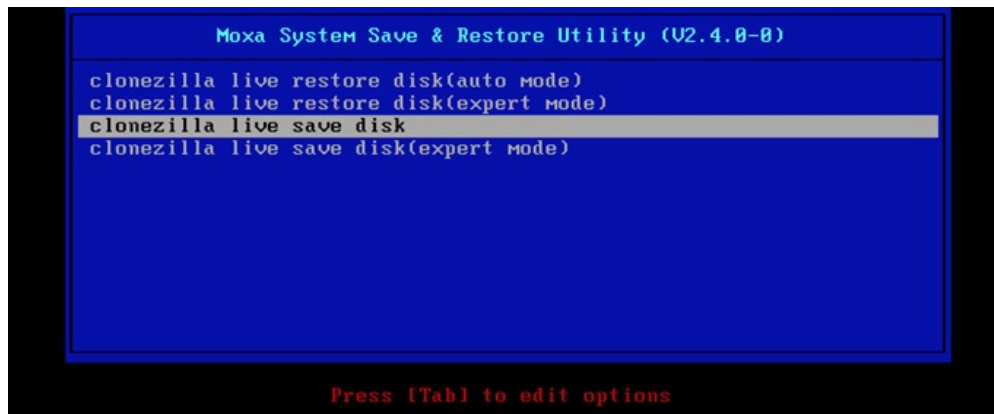 Moxa System Save & Restore Utility (V2.4.0-0)
clonezilla live restore disk(auto mode)
clonezilla live restore disk(expert mode)
clonezilla live save disk
clonezilla live save disk(expert mode)
Press [Tab] to edit options